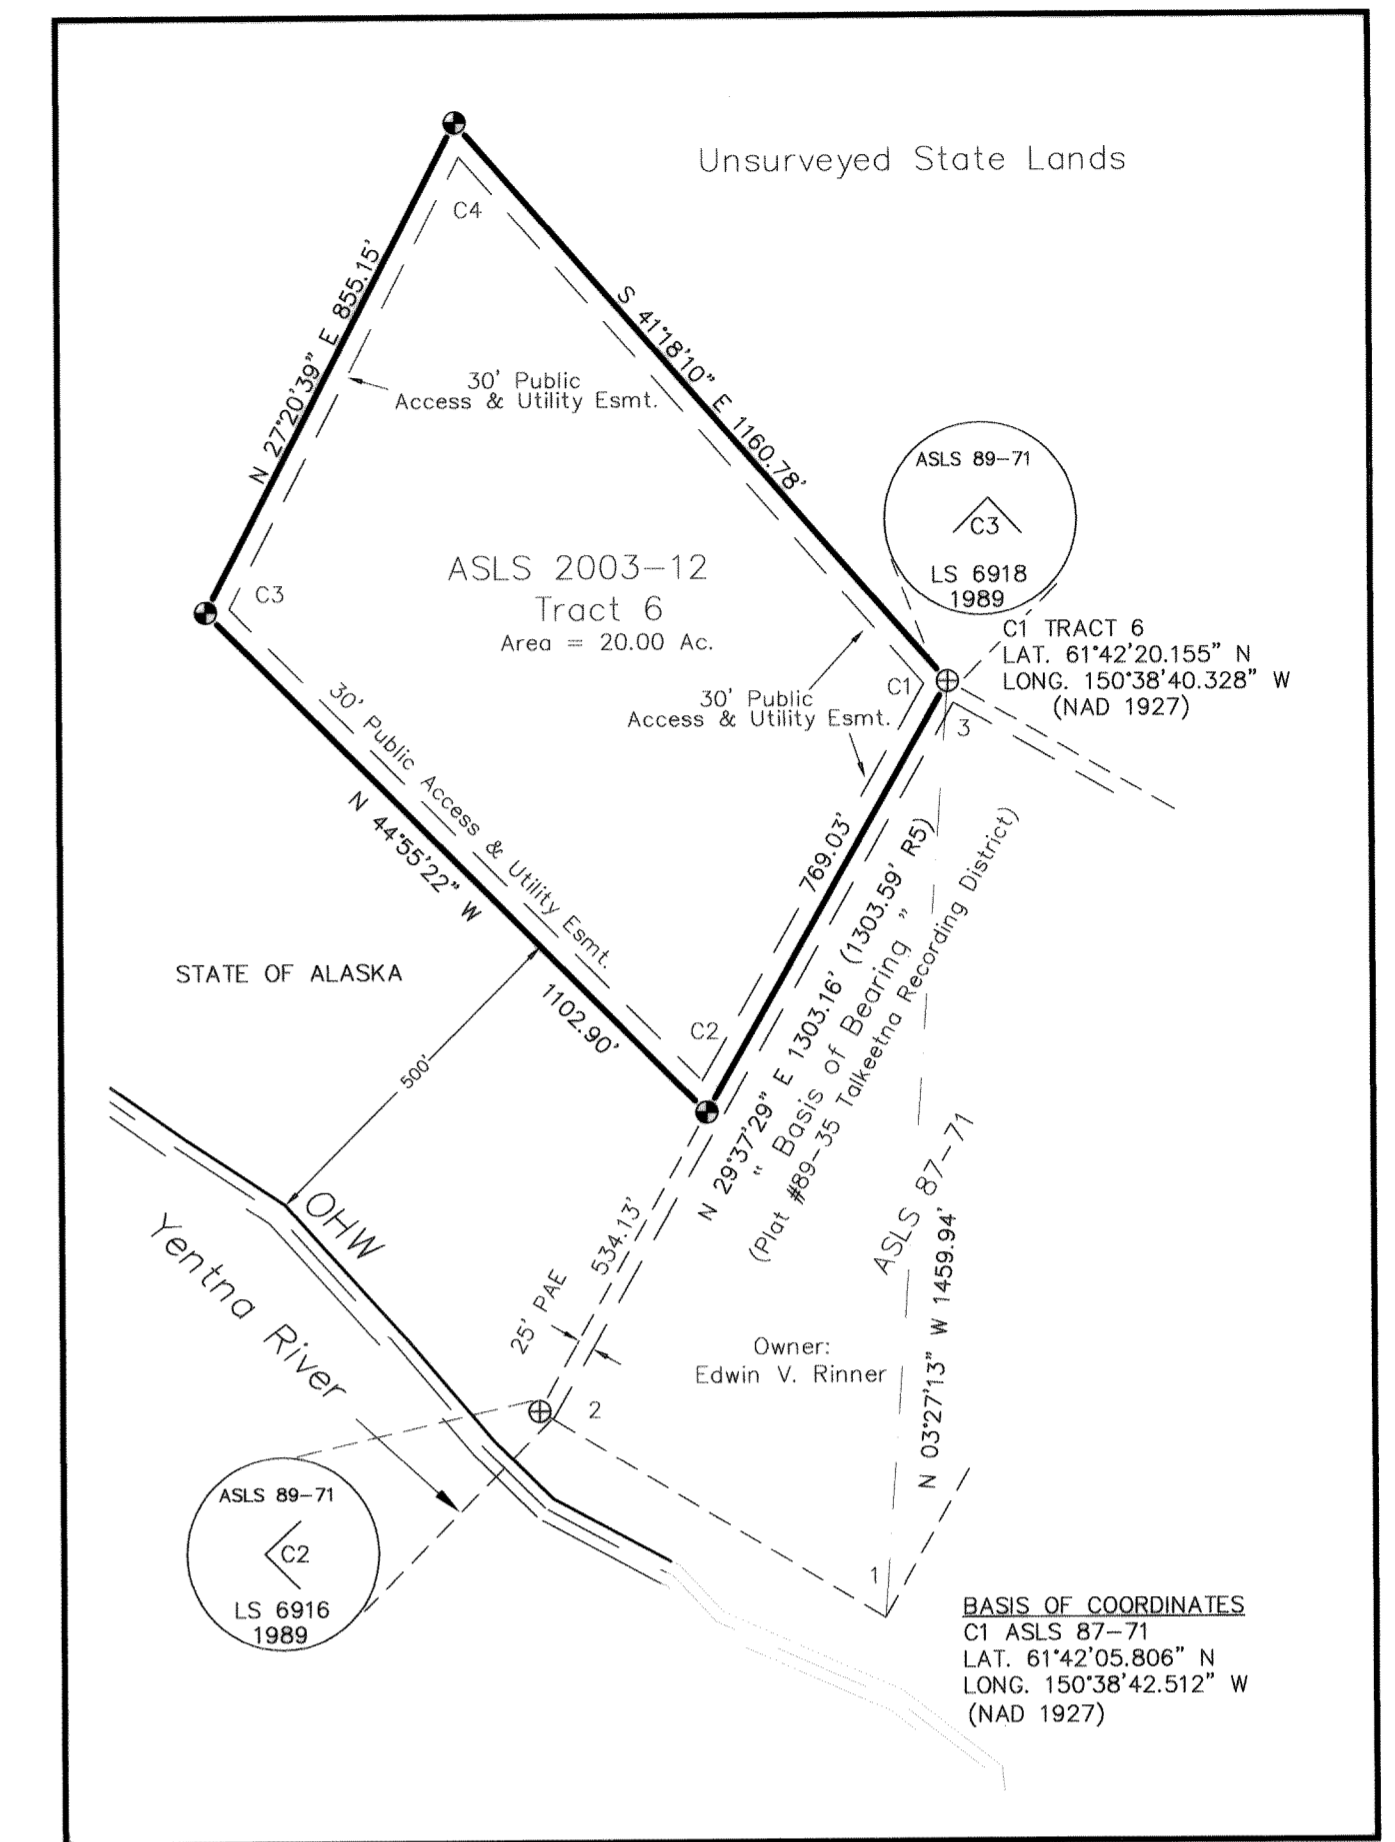 Unsurveyed State Lands
C4
N 27°20'39" E 855.15'
S 41°18'10" E 1160.78'
30' Public
Access & Utility Esmt.
ASLS 89-71
C3
LS 6918
1989
C3
ASLS 2003-12
Tract 6
Area = 20.00 Ac.
C1 TRACT 6
LAT. 61°42'20.155" N
LONG. 150°38'40.328" W
(NAD 1927)
C1
30' Public
Access & Utility Esmt.
3
30' Public Access & Utility Esmt.
N 44°55'22" W
1102.90'
769.03'
STATE OF ALASKA
C2
N 29°37'29" E 1303.16' (1303.59' R5)
" Basis of Bearing "
(Plat #89-35 Talkeetna Recording District)
500'
OHW
Yentna River
534.13'
25' PAE
ASLS 87-71
N 03°27'13" W 1459.94'
Owner:
Edwin V. Rinner
2
ASLS 89-71
C2
LS 6916
1989
1
BASIS OF COORDINATES
C1 ASLS 87-71
LAT. 61°42'05.806" N
LONG. 150°38'42.512" W
(NAD 1927)